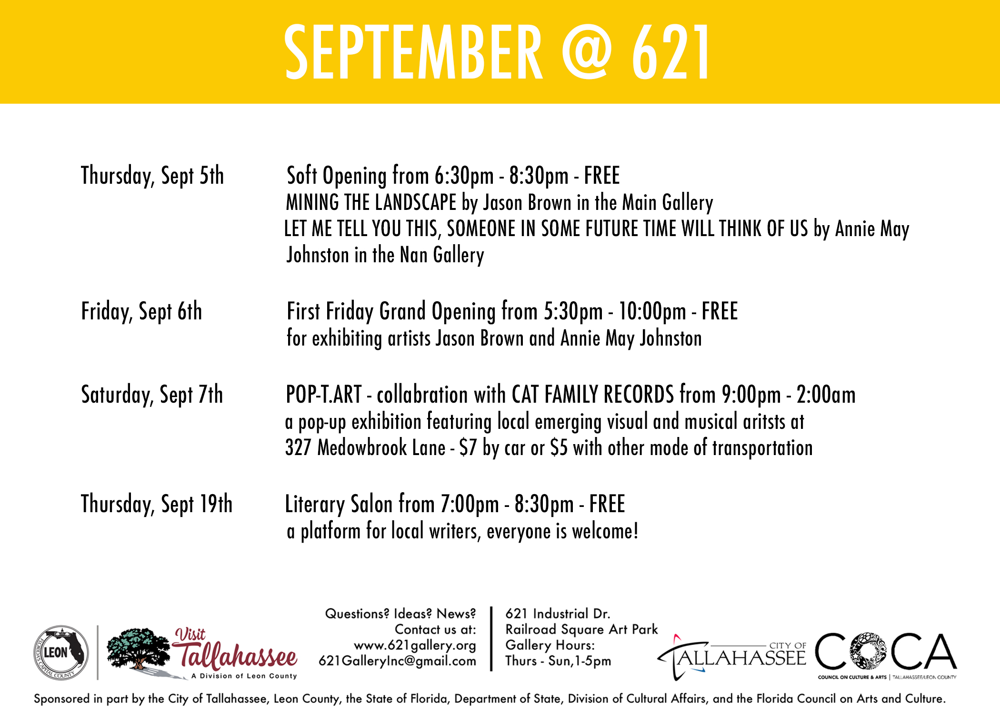 SEPTEMBER @ 621
Thursday, Sept 5th
Soft Opening from 6:30pm - 8:30pm - FREE
MINING THE LANDSCAPE by Jason Brown in the Main Gallery
LET ME TELL YOU THIS, SOMEONE IN SOME FUTURE TIME WILL THINK OF US by Annie May
Johnston in the Nan Gallery
Friday, Sept 6th
First Friday Grand Opening from 5:30pm - 10:00pm - FREE
for exhibiting artists Jason Brown and Annie May Johnston
Saturday, Sept 7th
POP-T.ART - collabration with CAT FAMILY RECORDS from 9:00pm - 2:00am
a pop-up exhibition featuring local emerging visual and musical aritsts at
327 Medowbrook Lane - $7 by car or $5 with other mode of transportation
Thursday, Sept 19th
Literary Salon from 7:00pm - 8:30pm - FREE
a platform for local writers, everyone is welcome!
LEON
FLORIDAS CAPITAL COUNTY
Visit
Tallahassee
A Division of Leon County
Questions? Ideas? News?
Contact us at:
www.621gallery.org
621GalleryInc@gmail.com
621 Industrial Dr.
Railroad Square Art Park
Gallery Hours:
Thurs - Sun,1-5pm
CITY OF
TALLAHASSEE
COCA
COUNCIL ON CULTURE & ARTS | TALLAHASSEE/LEON COUNTY
Sponsored in part by the City of Tallahassee, Leon County, the State of Florida, Department of State, Division of Cultural Affairs, and the Florida Council on Arts and Culture.